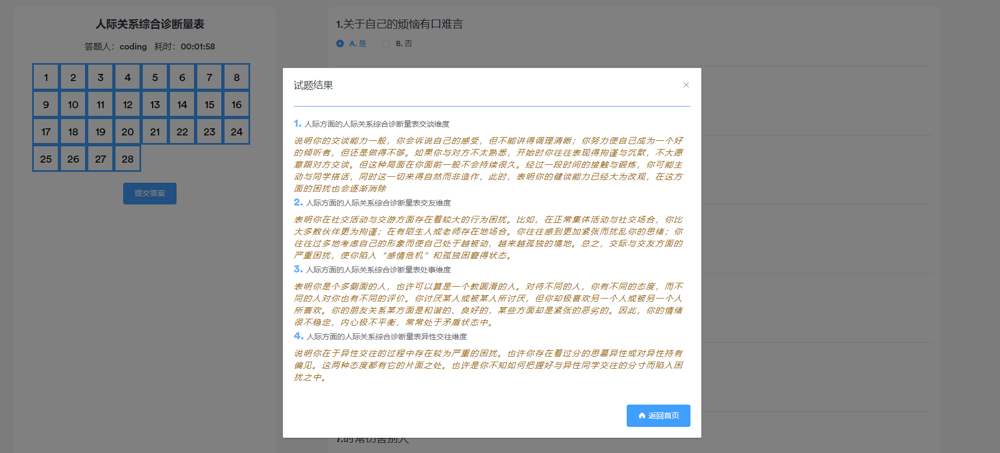 人际关系综合诊断量表
答题人：coding 耗时：00:01:58
1 2 3 4 5 6 7 8
9 10 11 12 13 14 15 16
17 18 19 20 21 22 23 24
25 26 27 28
提交答案
1.关于自己的烦恼有口难言
A. 是 B. 否
试题结果
1. 人际方面的人际关系综合诊断量表交谈维度
说明你的交谈能力一般，你会诉说自己的感受，但不能讲得调理清晰；你努力使自己成为一个好
的倾听者，但还是做得不够。如果你与对方不太熟悉，开始时你往往表现得拘谨与沉默，不大愿
意跟对方交谈。但这种局面在你面前一般不会持续很久。经过一段时间的接触与锻炼，你可能主
动与同学搭话，同时这一切来得自然而非造作，此时，表明你的健谈能力已经大为改观，在这方
面的困扰也会逐渐消除
2. 人际方面的人际关系综合诊断量表交友维度
表明你在社交活动与交游方面存在着较大的行为困扰。比如，在正常集体活动与社交场合，你比
大多数伙伴更为拘谨；在有陌生人或老师存在地场合。你往往感到更加紧张而扰乱你的思绪；你
往往过多地考虑自己的形象而使自己处于越被动，越来越孤独的境地。总之，交际与交友方面的
严重困扰，使你陷入“感情危机”和孤独困窘得状态。
3. 人际方面的人际关系综合诊断量表处事维度
表明你是个多侧面的人，也许可以算是一个教圆滑的人。对待不同的人，你有不同的态度，而不
同的人对你也有不同的评价。你讨厌某人或被某人所讨厌，但你却极喜欢另一个人或被另一个人
所喜欢。你的朋友关系某方面是和谐的、良好的，某些方面却是紧张的恶劣的。因此，你的情绪
很不稳定，内心极不平衡，常常处于矛盾状态中。
4. 人际方面的人际关系综合诊断量表异性交往维度
说明你在于异性交往的过程中存在较为严重的困扰。也许你存在着过分的思慕异性或对异性持有
偏见。这两种态度都有它的片面之处。也许是你不知如何把握好与异性同学交往的分寸而陷入困
扰之中。
返回首页
7.时常伤害别人